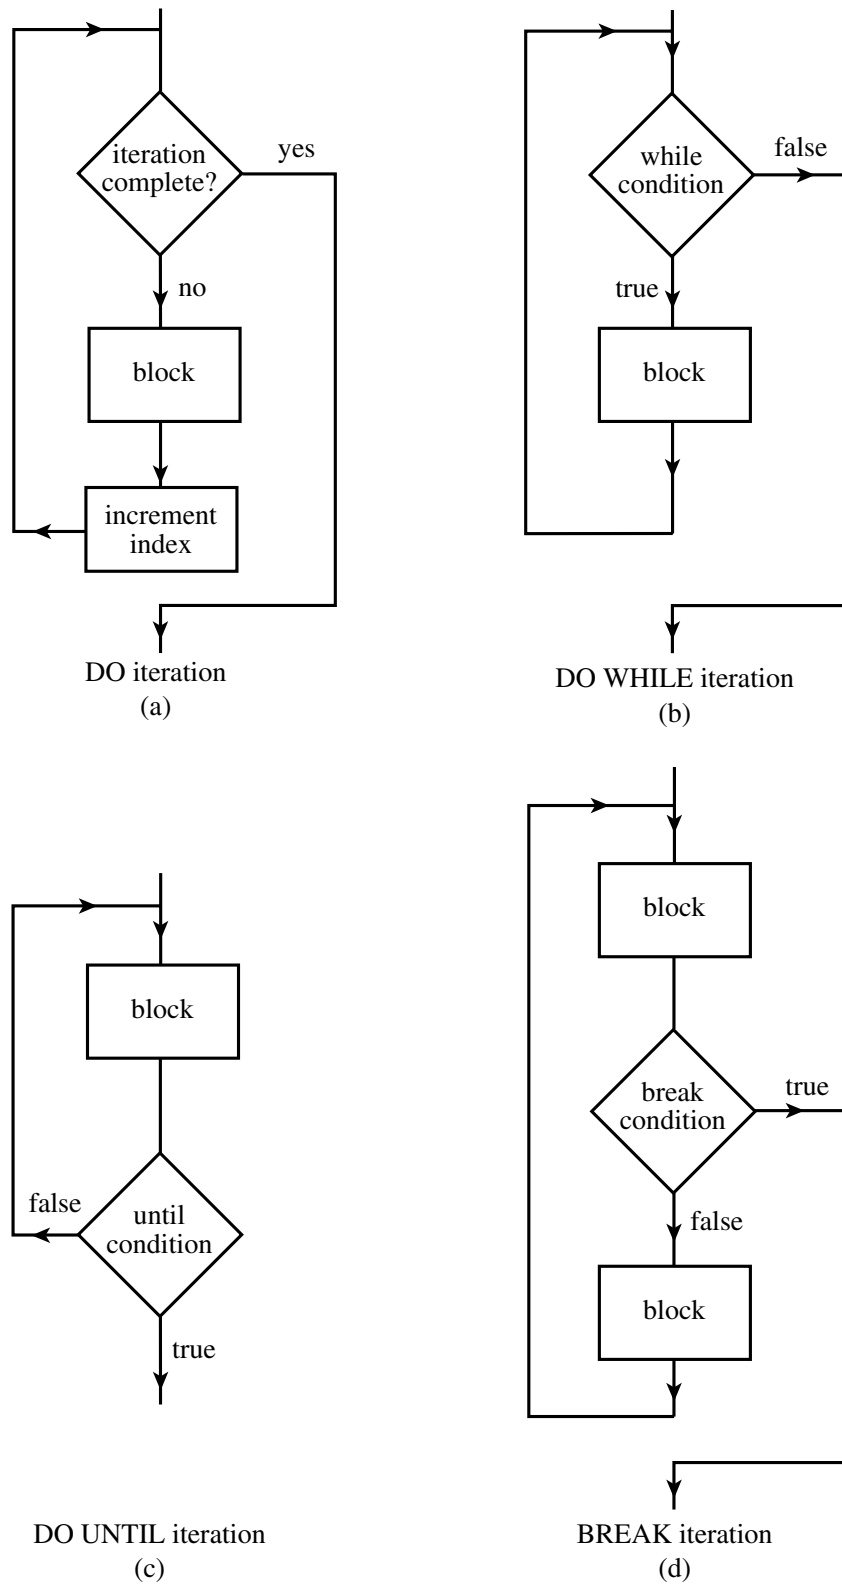 iteration
complete?
yes
no
block
increment
index
DO iteration
(a)
while
condition
false
true
block
DO WHILE iteration
(b)
block
until
condition
false
true
DO UNTIL iteration
(c)
block
break
condition
true
false
block
BREAK iteration
(d)